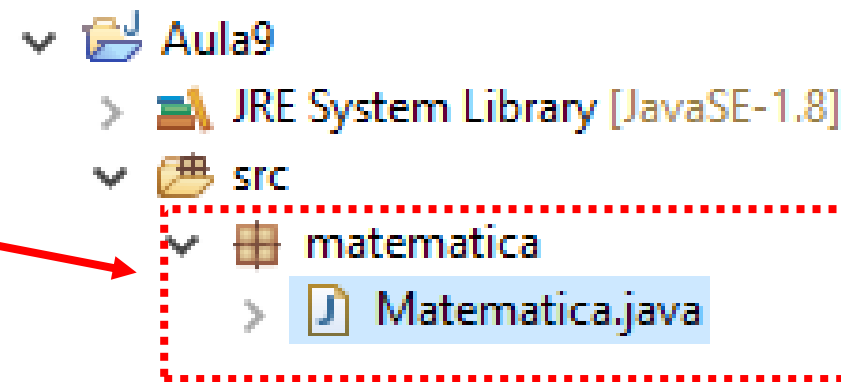 Aula9
JRE System Library [JavaSE-1.8]
src
matematica
Matematica.java